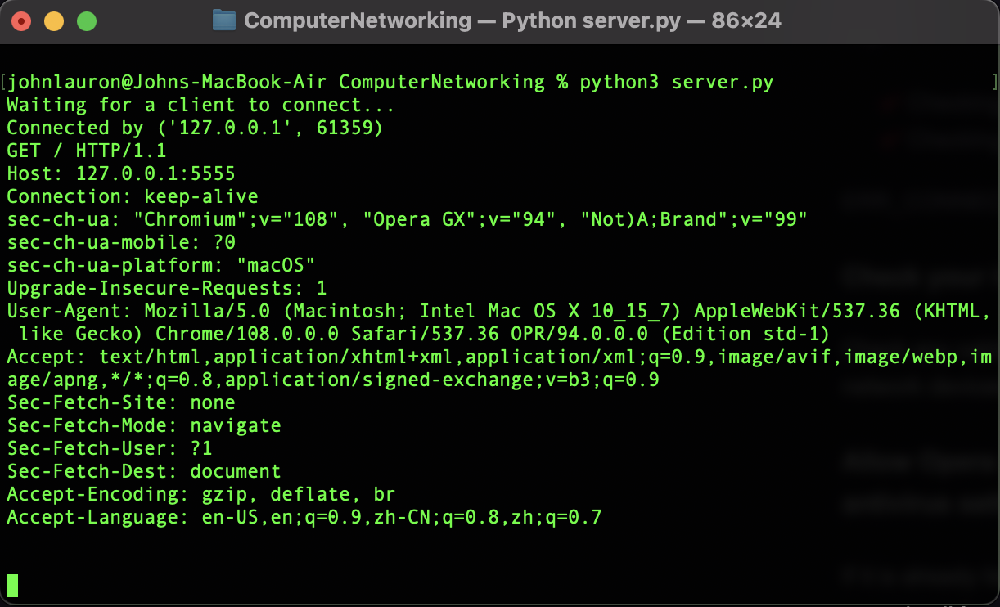 ComputerNetworking — Python server.py — 86×24
[johnlauron@Johns-MacBook-Air ComputerNetworking % python3 server.py ]
Waiting for a client to connect...
Connected by ('127.0.0.1', 61359)
GET / HTTP/1.1
Host: 127.0.0.1:5555
Connection: keep-alive
sec-ch-ua: "Chromium";v="108", "Opera GX";v="94", "Not)A;Brand";v="99"
sec-ch-ua-mobile: ?0
sec-ch-ua-platform: "macOS"
Upgrade-Insecure-Requests: 1
User-Agent: Mozilla/5.0 (Macintosh; Intel Mac OS X 10_15_7) AppleWebKit/537.36 (KHTML,
 like Gecko) Chrome/108.0.0.0 Safari/537.36 OPR/94.0.0.0 (Edition std-1)
Accept: text/html,application/xhtml+xml,application/xml;q=0.9,image/avif,image/webp,im
age/apng,*/*;q=0.8,application/signed-exchange;v=b3;q=0.9
Sec-Fetch-Site: none
Sec-Fetch-Mode: navigate
Sec-Fetch-User: ?1
Sec-Fetch-Dest: document
Accept-Encoding: gzip, deflate, br
Accept-Language: en-US,en;q=0.9,zh-CN;q=0.8,zh;q=0.7